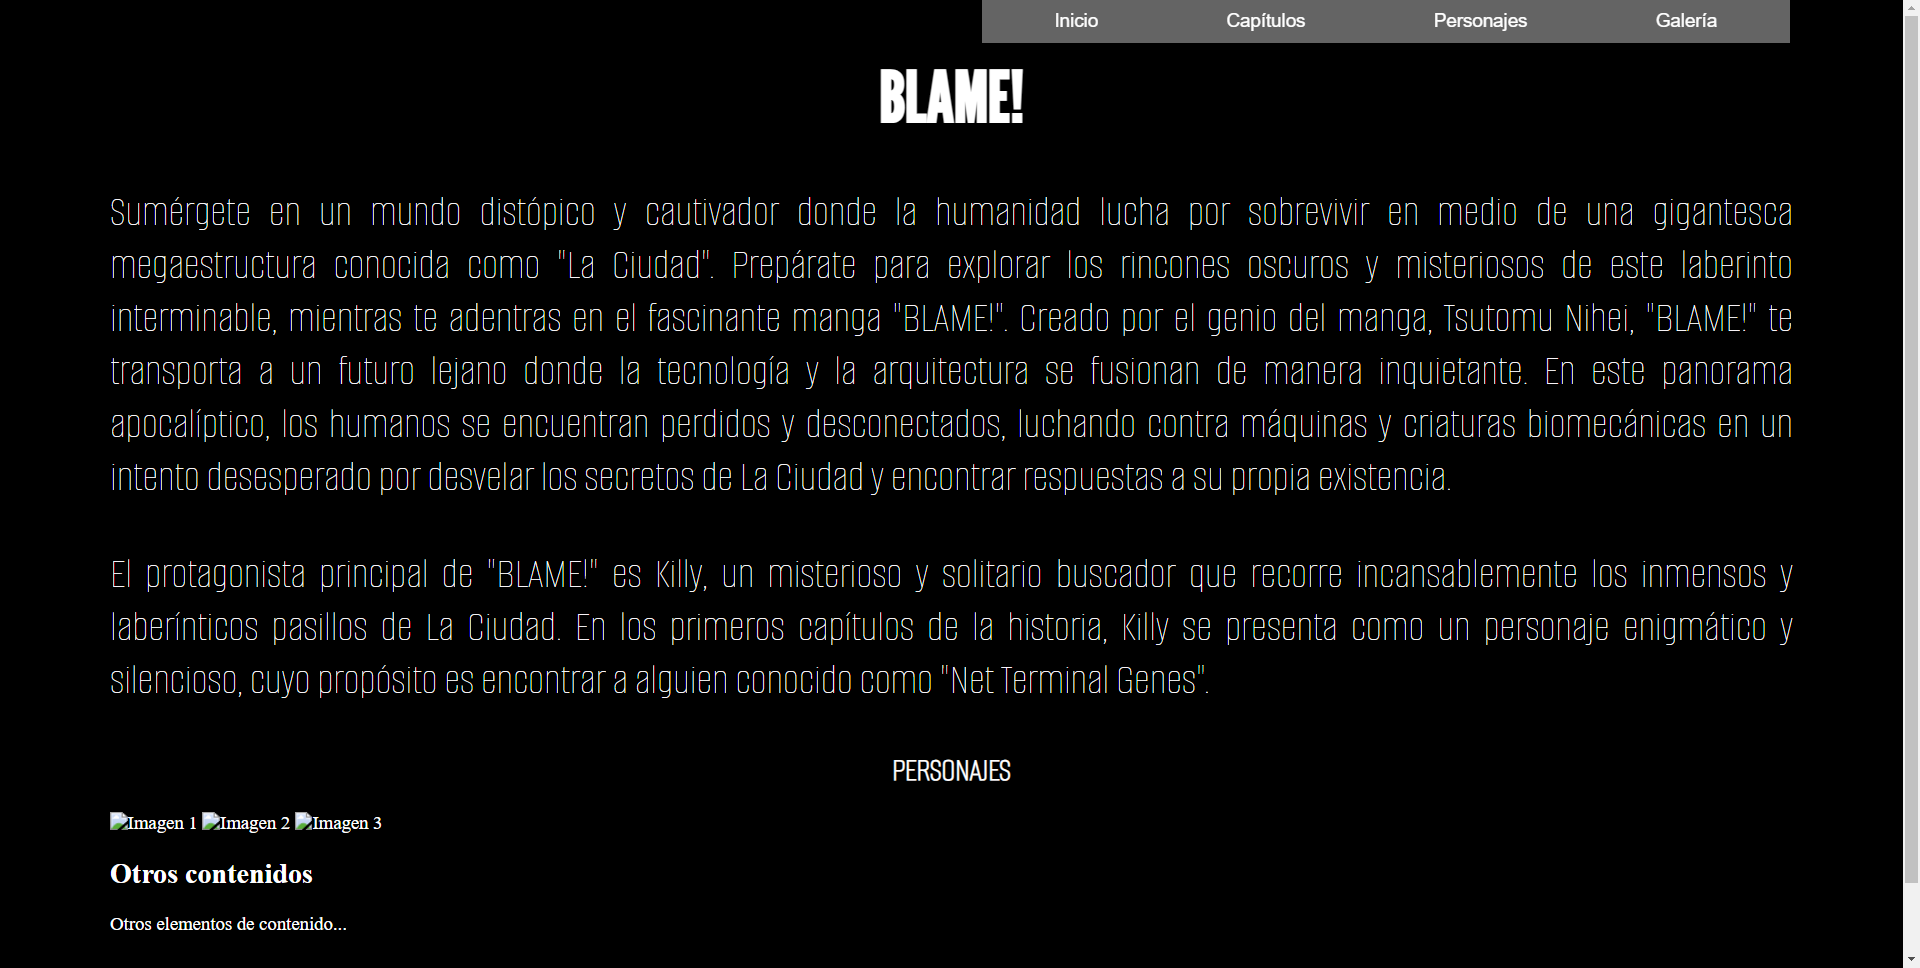 Inicio Capítulos Personajes Galería
BLAME!
Sumérgete en un mundo distópico y cautivador donde la humanidad lucha por sobrevivir en medio de una gigantesca
megaestructura conocida como "La Ciudad". Prepárate para explorar los rincones oscuros y misteriosos de este laberinto
interminable, mientras te adentras en el fascinante manga "BLAME!". Creado por el genio del manga, Tsutomu Nihei, "BLAME!" te
transporta a un futuro lejano donde la tecnología y la arquitectura se fusionan de manera inquietante. En este panorama
apocalíptico, los humanos se encuentran perdidos y desconectados, luchando contra máquinas y criaturas biomecánicas en un
intento desesperado por desvelar los secretos de La Ciudad y encontrar respuestas a su propia existencia.
El protagonista principal de "BLAME!" es Killy, un misterioso y solitario buscador que recorre incansablemente los inmensos y
laberínticos pasillos de La Ciudad. En los primeros capítulos de la historia, Killy se presenta como un personaje enigmático y
silencioso, cuyo propósito es encontrar a alguien conocido como "Net Terminal Genes".
PERSONAJES
Imagen 1 Imagen 2 Imagen 3
Otros contenidos
Otros elementos de contenido...